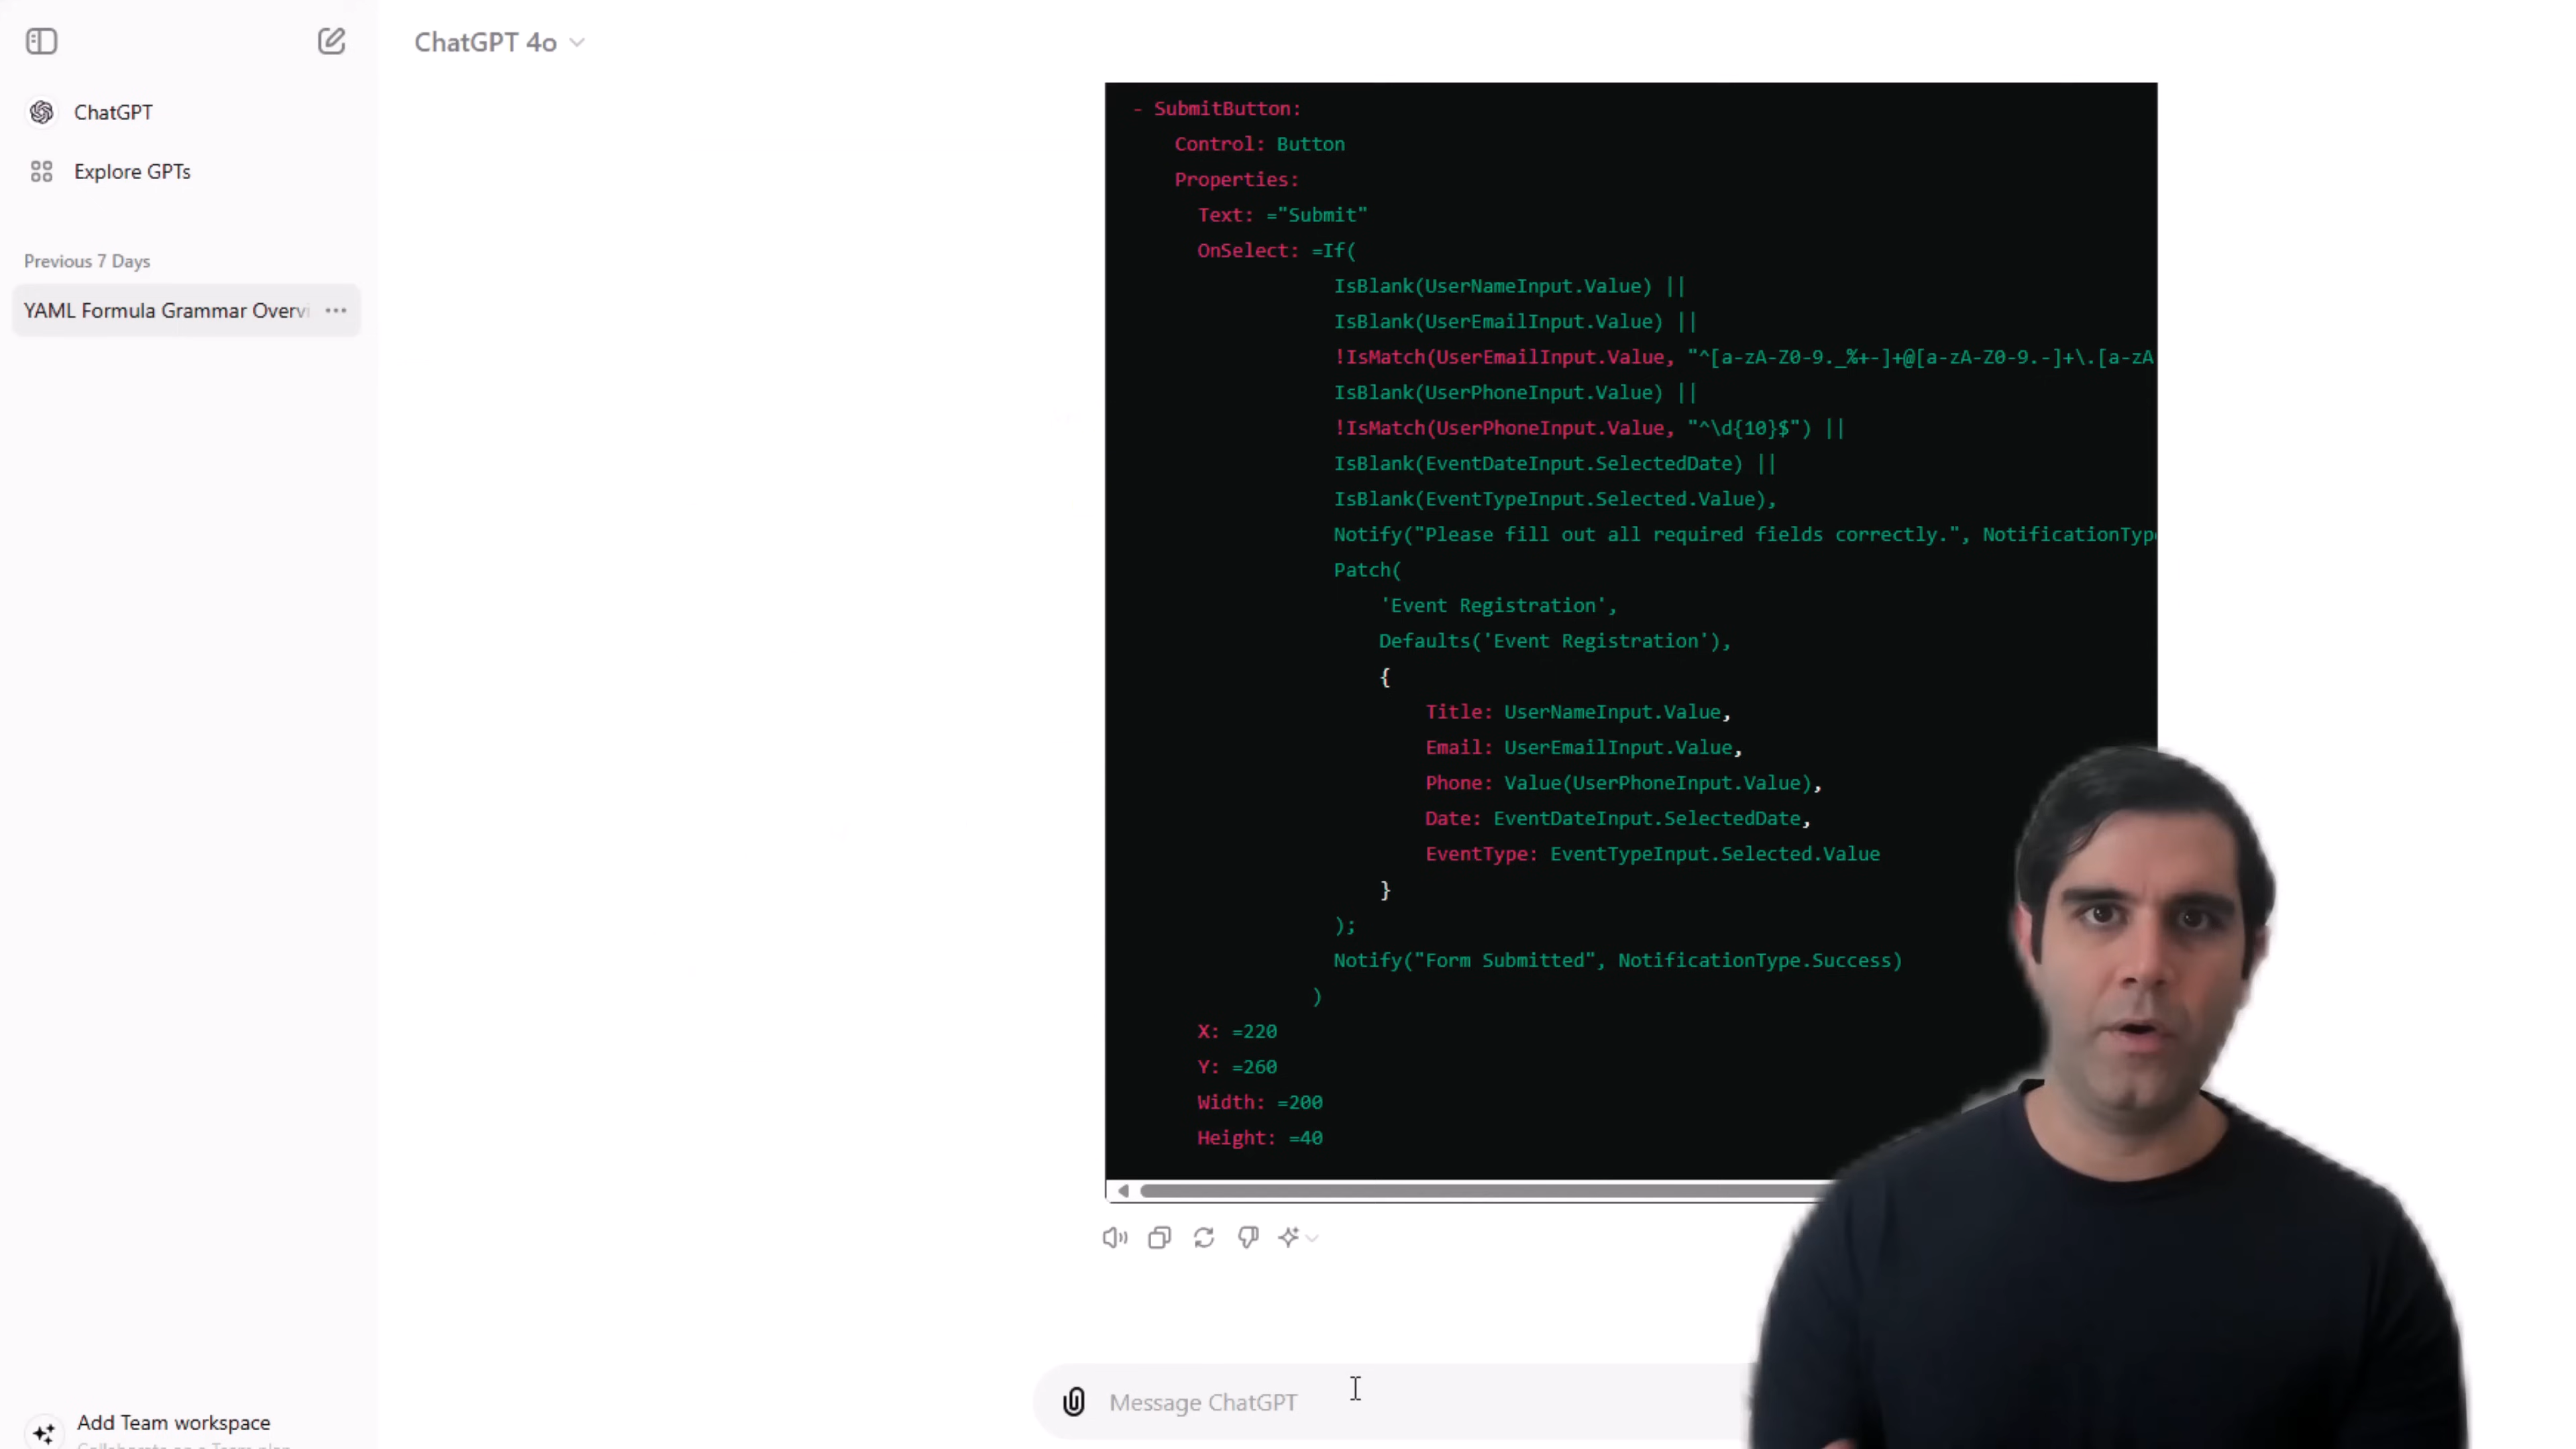 ChatGPT 4o
ChatGPT
Explore GPTs
Previous 7 Days
YAML Formula Grammar Overvi
- SubmitButton:
Control: Button
Properties:
Text: ="Submit"
OnSelect: =If(
IsBlank(UserNameInput.Value) ||
IsBlank(UserEmailInput.Value) ||
!IsMatch(UserEmailInput.Value, "^[a-zA-Z0-9._%+-]+@[a-zA-Z0-9.-]+\.[a-zA
IsBlank(UserPhoneInput.Value) ||
!IsMatch(UserPhoneInput.Value, "^\d{10}$") ||
IsBlank(EventDateInput.SelectedDate) ||
IsBlank(EventTypeInput.Selected.Value),
Notify("Please fill out all required fields correctly.", NotificationTyp
Patch(
'Event Registration',
Defaults('Event Registration'),
{
Title: UserNameInput.Value,
Email: UserEmailInput.Value,
Phone: Value(UserPhoneInput.Value),
Date: EventDateInput.SelectedDate,
EventType: EventTypeInput.Selected.Value
}
);
Notify("Form Submitted", NotificationType.Success)
)
X: =220
Y: =260
Width: =200
Height: =40
Message ChatGPT
Add Team workspace